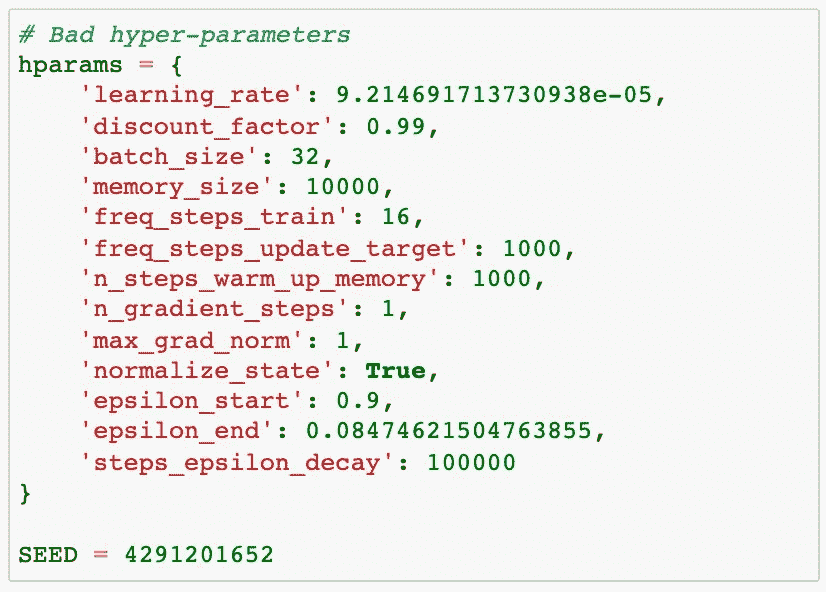 # Bad hyper-parameters
hparams = {
    'learning_rate': 9.214691713730938e-05,
    'discount_factor': 0.99,
    'batch_size': 32,
    'memory_size': 10000,
    'freq_steps_train': 16,
    'freq_steps_update_target': 1000,
    'n_steps_warm_up_memory': 1000,
    'n_gradient_steps': 1,
    'max_grad_norm': 1,
    'normalize_state': True,
    'epsilon_start': 0.9,
    'epsilon_end': 0.08474621504763855,
    'steps_epsilon_decay': 100000
}

SEED = 4291201652